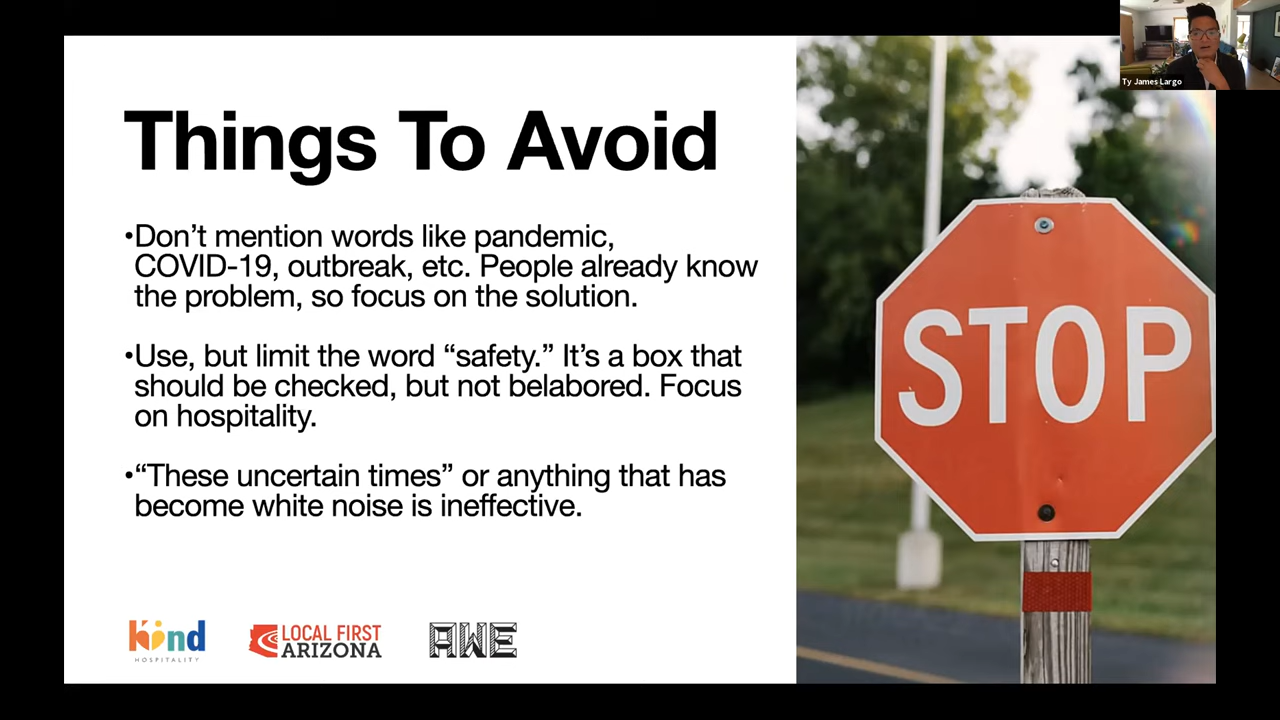 Ty James Largo
Things To Avoid
•Don’t mention words like pandemic,
COVID-19, outbreak, etc. People already know
the problem, so focus on the solution.
•Use, but limit the word “safety.” It’s a box that
should be checked, but not belabored. Focus
on hospitality.
•“These uncertain times” or anything that has
become white noise is ineffective.
STOP
kind
HOSPITALITY
LOCAL FIRST
ARIZONA
AWE